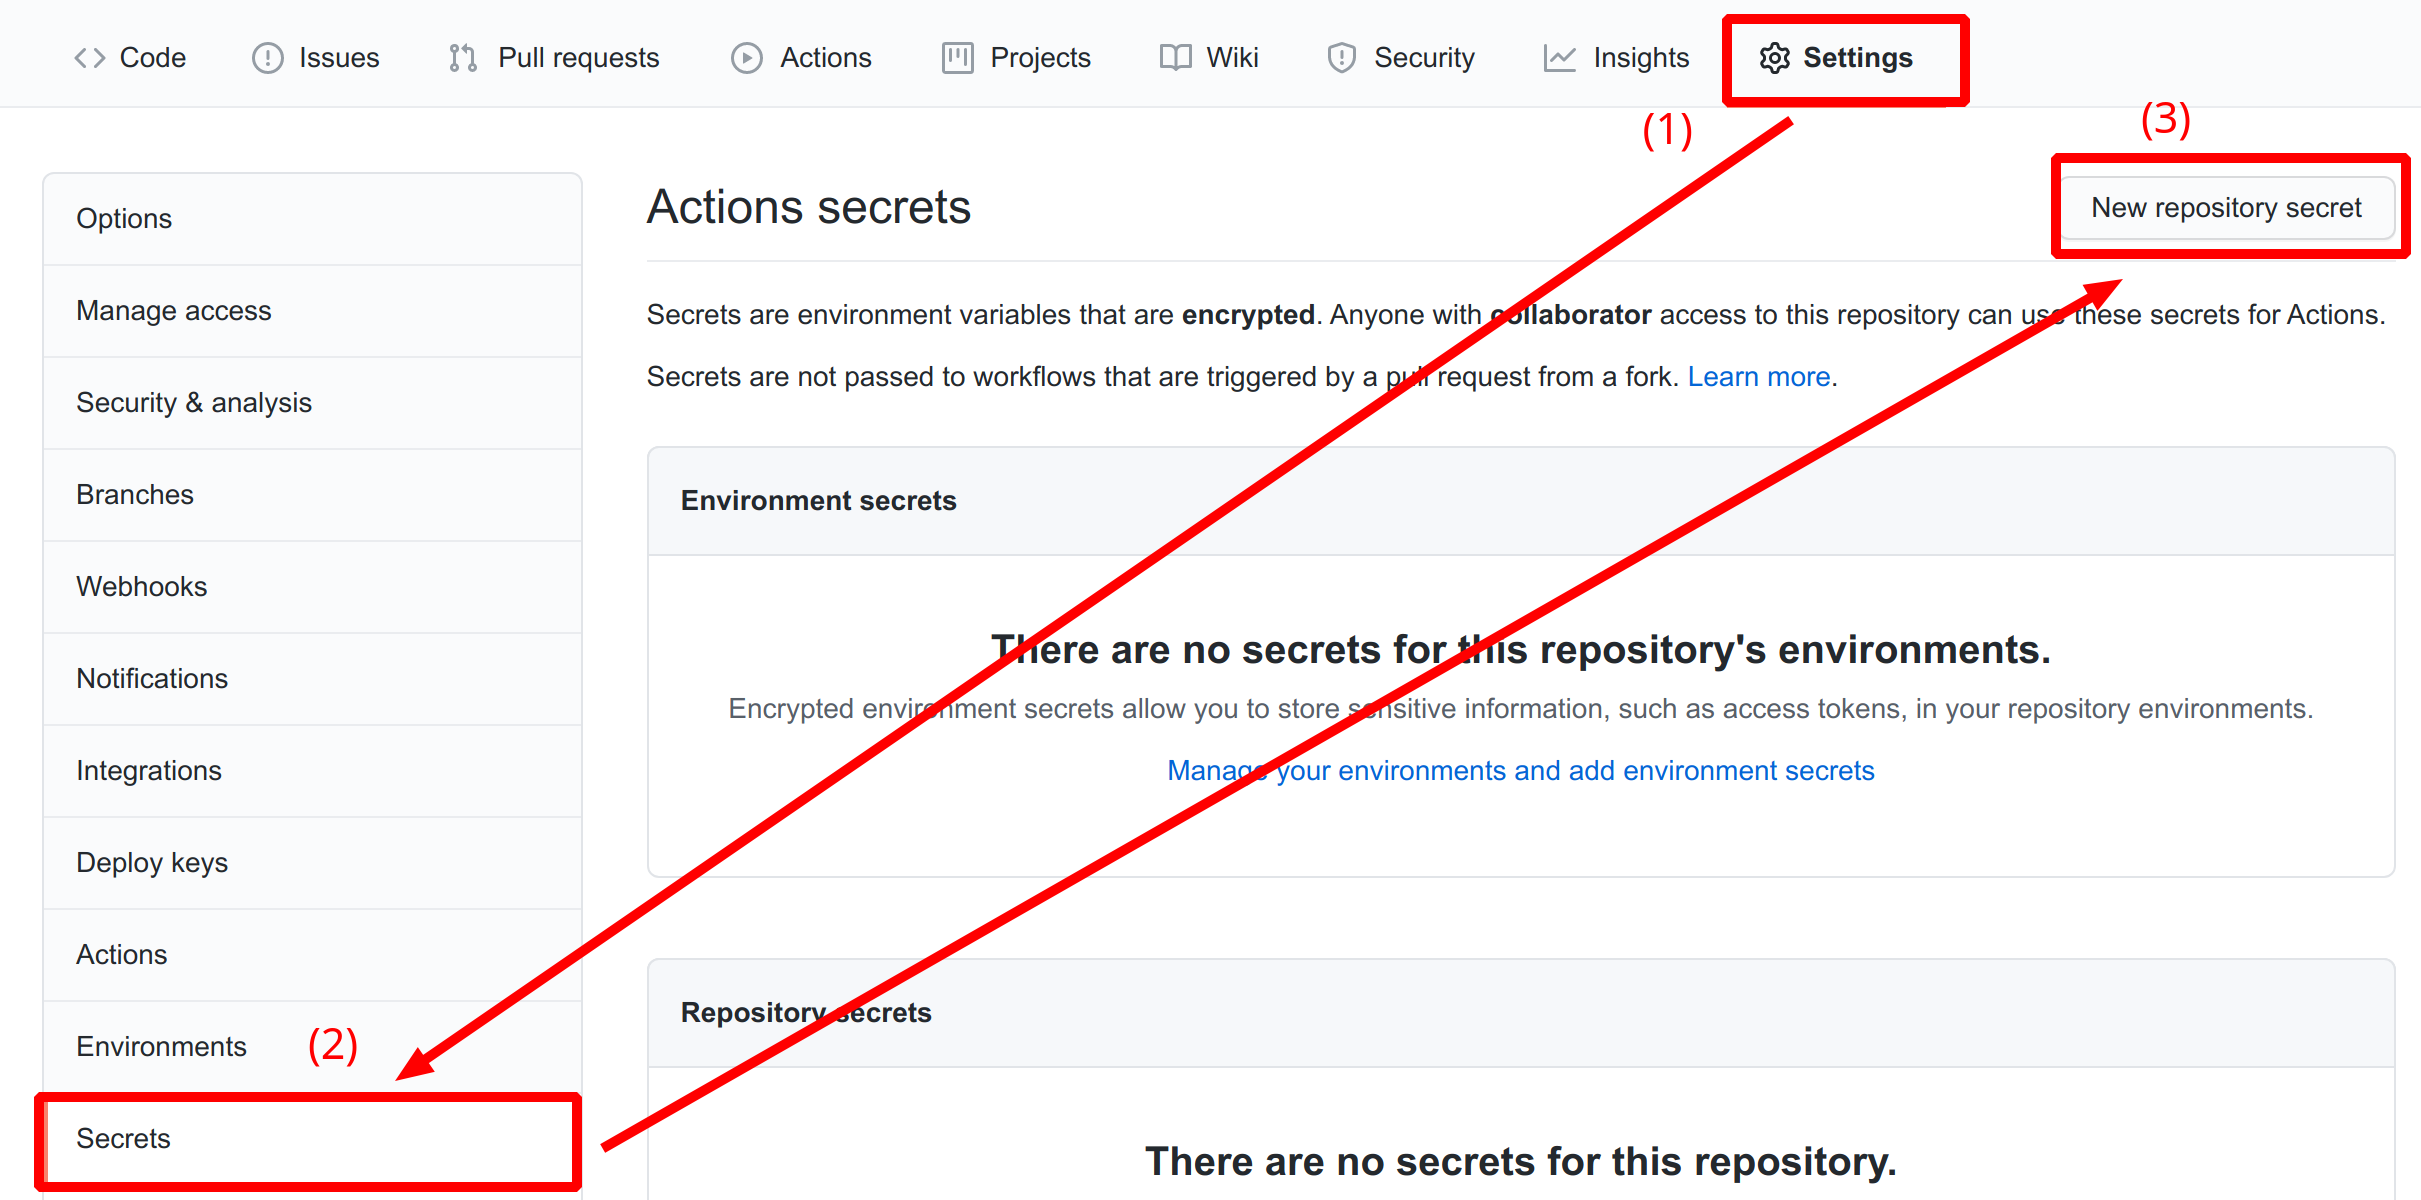 Code Issues Pull requests Actions Projects Wiki Security Insights Settings
(1)
(3)
Options
Manage access
Security & analysis
Branches
Webhooks
Notifications
Integrations
Deploy keys
Actions
Environments
(2)
Secrets
Actions secrets
New repository secret
Secrets are environment variables that are encrypted. Anyone with collaborator access to this repository can use these secrets for Actions.
Secrets are not passed to workflows that are triggered by a pull request from a fork. Learn more.
Environment secrets
There are no secrets for this repository's environments.
Encrypted environment secrets allow you to store sensitive information, such as access tokens, in your repository environments.
Manage your environments and add environment secrets
Repository secrets
There are no secrets for this repository.